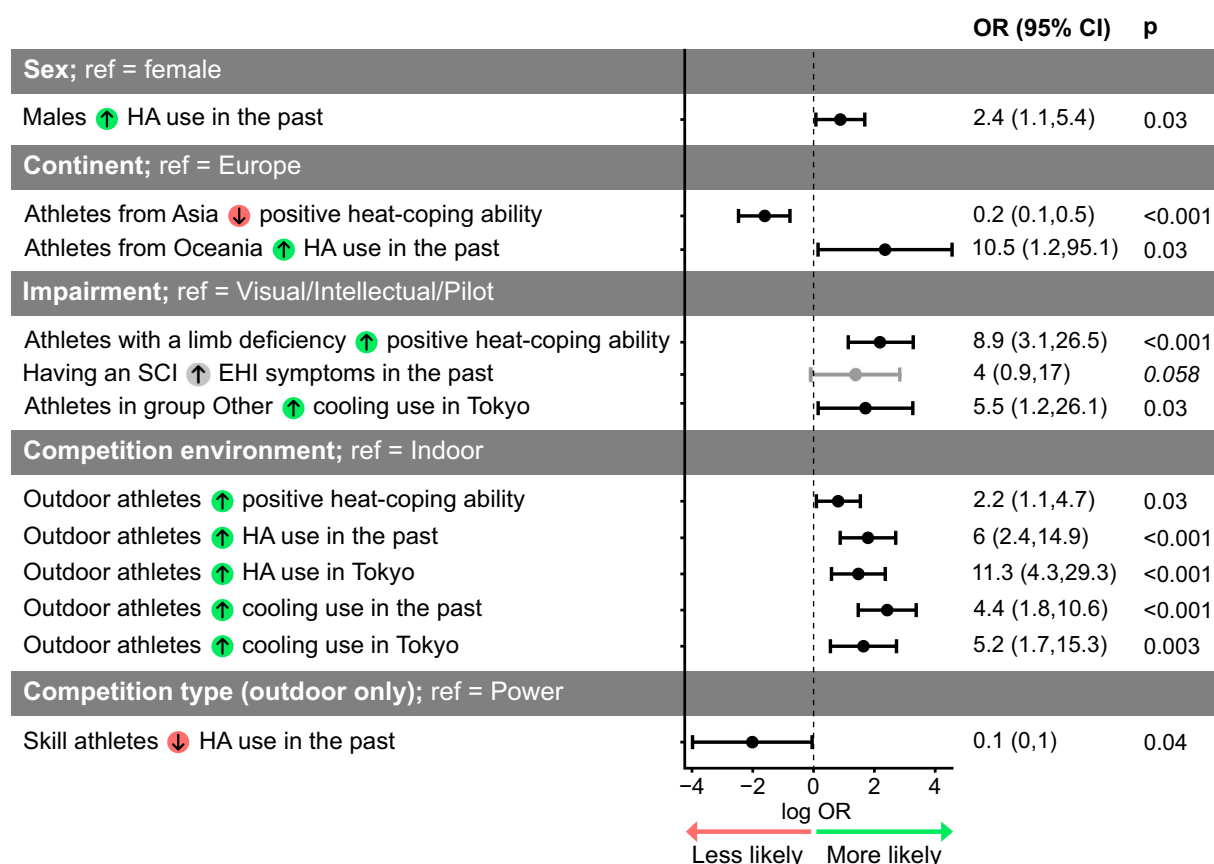 OR (95% CI) p
Sex; ref = female
Males ↑ HA use in the past 2.4 (1.1,5.4) 0.03
Continent; ref = Europe
Athletes from Asia ↓ positive heat-coping ability 0.2 (0.1,0.5) <0.001
Athletes from Oceania ↑ HA use in the past 10.5 (1.2,95.1) 0.03
Impairment; ref = Visual/Intellectual/Pilot
Athletes with a limb deficiency ↑ positive heat-coping ability 8.9 (3.1,26.5) <0.001
Having an SCI ↑ EHI symptoms in the past 4 (0.9,17) 0.058
Athletes in group Other ↑ cooling use in Tokyo 5.5 (1.2,26.1) 0.03
Competition environment; ref = Indoor
Outdoor athletes ↑ positive heat-coping ability 2.2 (1.1,4.7) 0.03
Outdoor athletes ↑ HA use in the past 6 (2.4,14.9) <0.001
Outdoor athletes ↑ HA use in Tokyo 11.3 (4.3,29.3) <0.001
Outdoor athletes ↑ cooling use in the past 4.4 (1.8,10.6) <0.001
Outdoor athletes ↑ cooling use in Tokyo 5.2 (1.7,15.3) 0.003
Competition type (outdoor only); ref = Power
Skill athletes ↓ HA use in the past 0.1 (0,1) 0.04
−4 −2 0 2 4
log OR
Less likely More likely